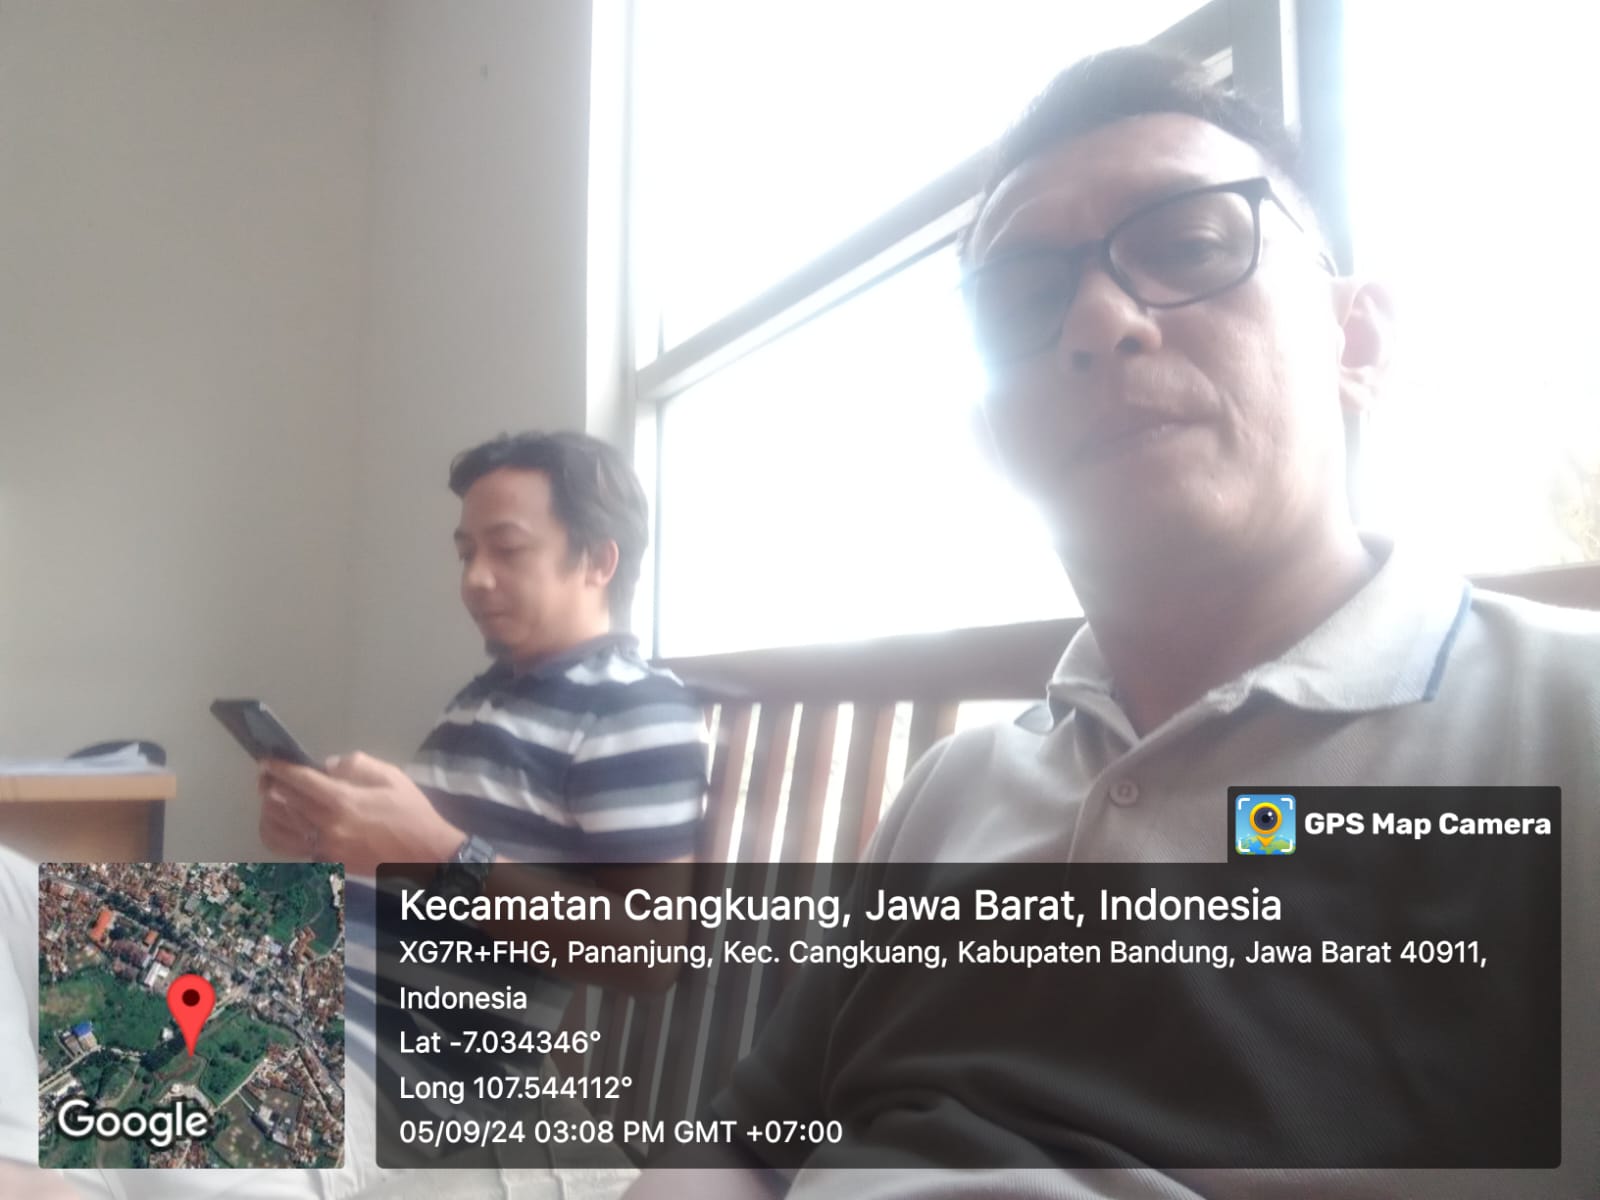 GPS Map Camera
Kecamatan Cangkuang, Jawa Barat, Indonesia
XG7R+FHG, Pananjung, Kec. Cangkuang, Kabupaten Bandung, Jawa Barat 40911,
Indonesia
Lat -7.034346°
Long 107.544112°
05/09/24 03:08 PM GMT +07:00
Google